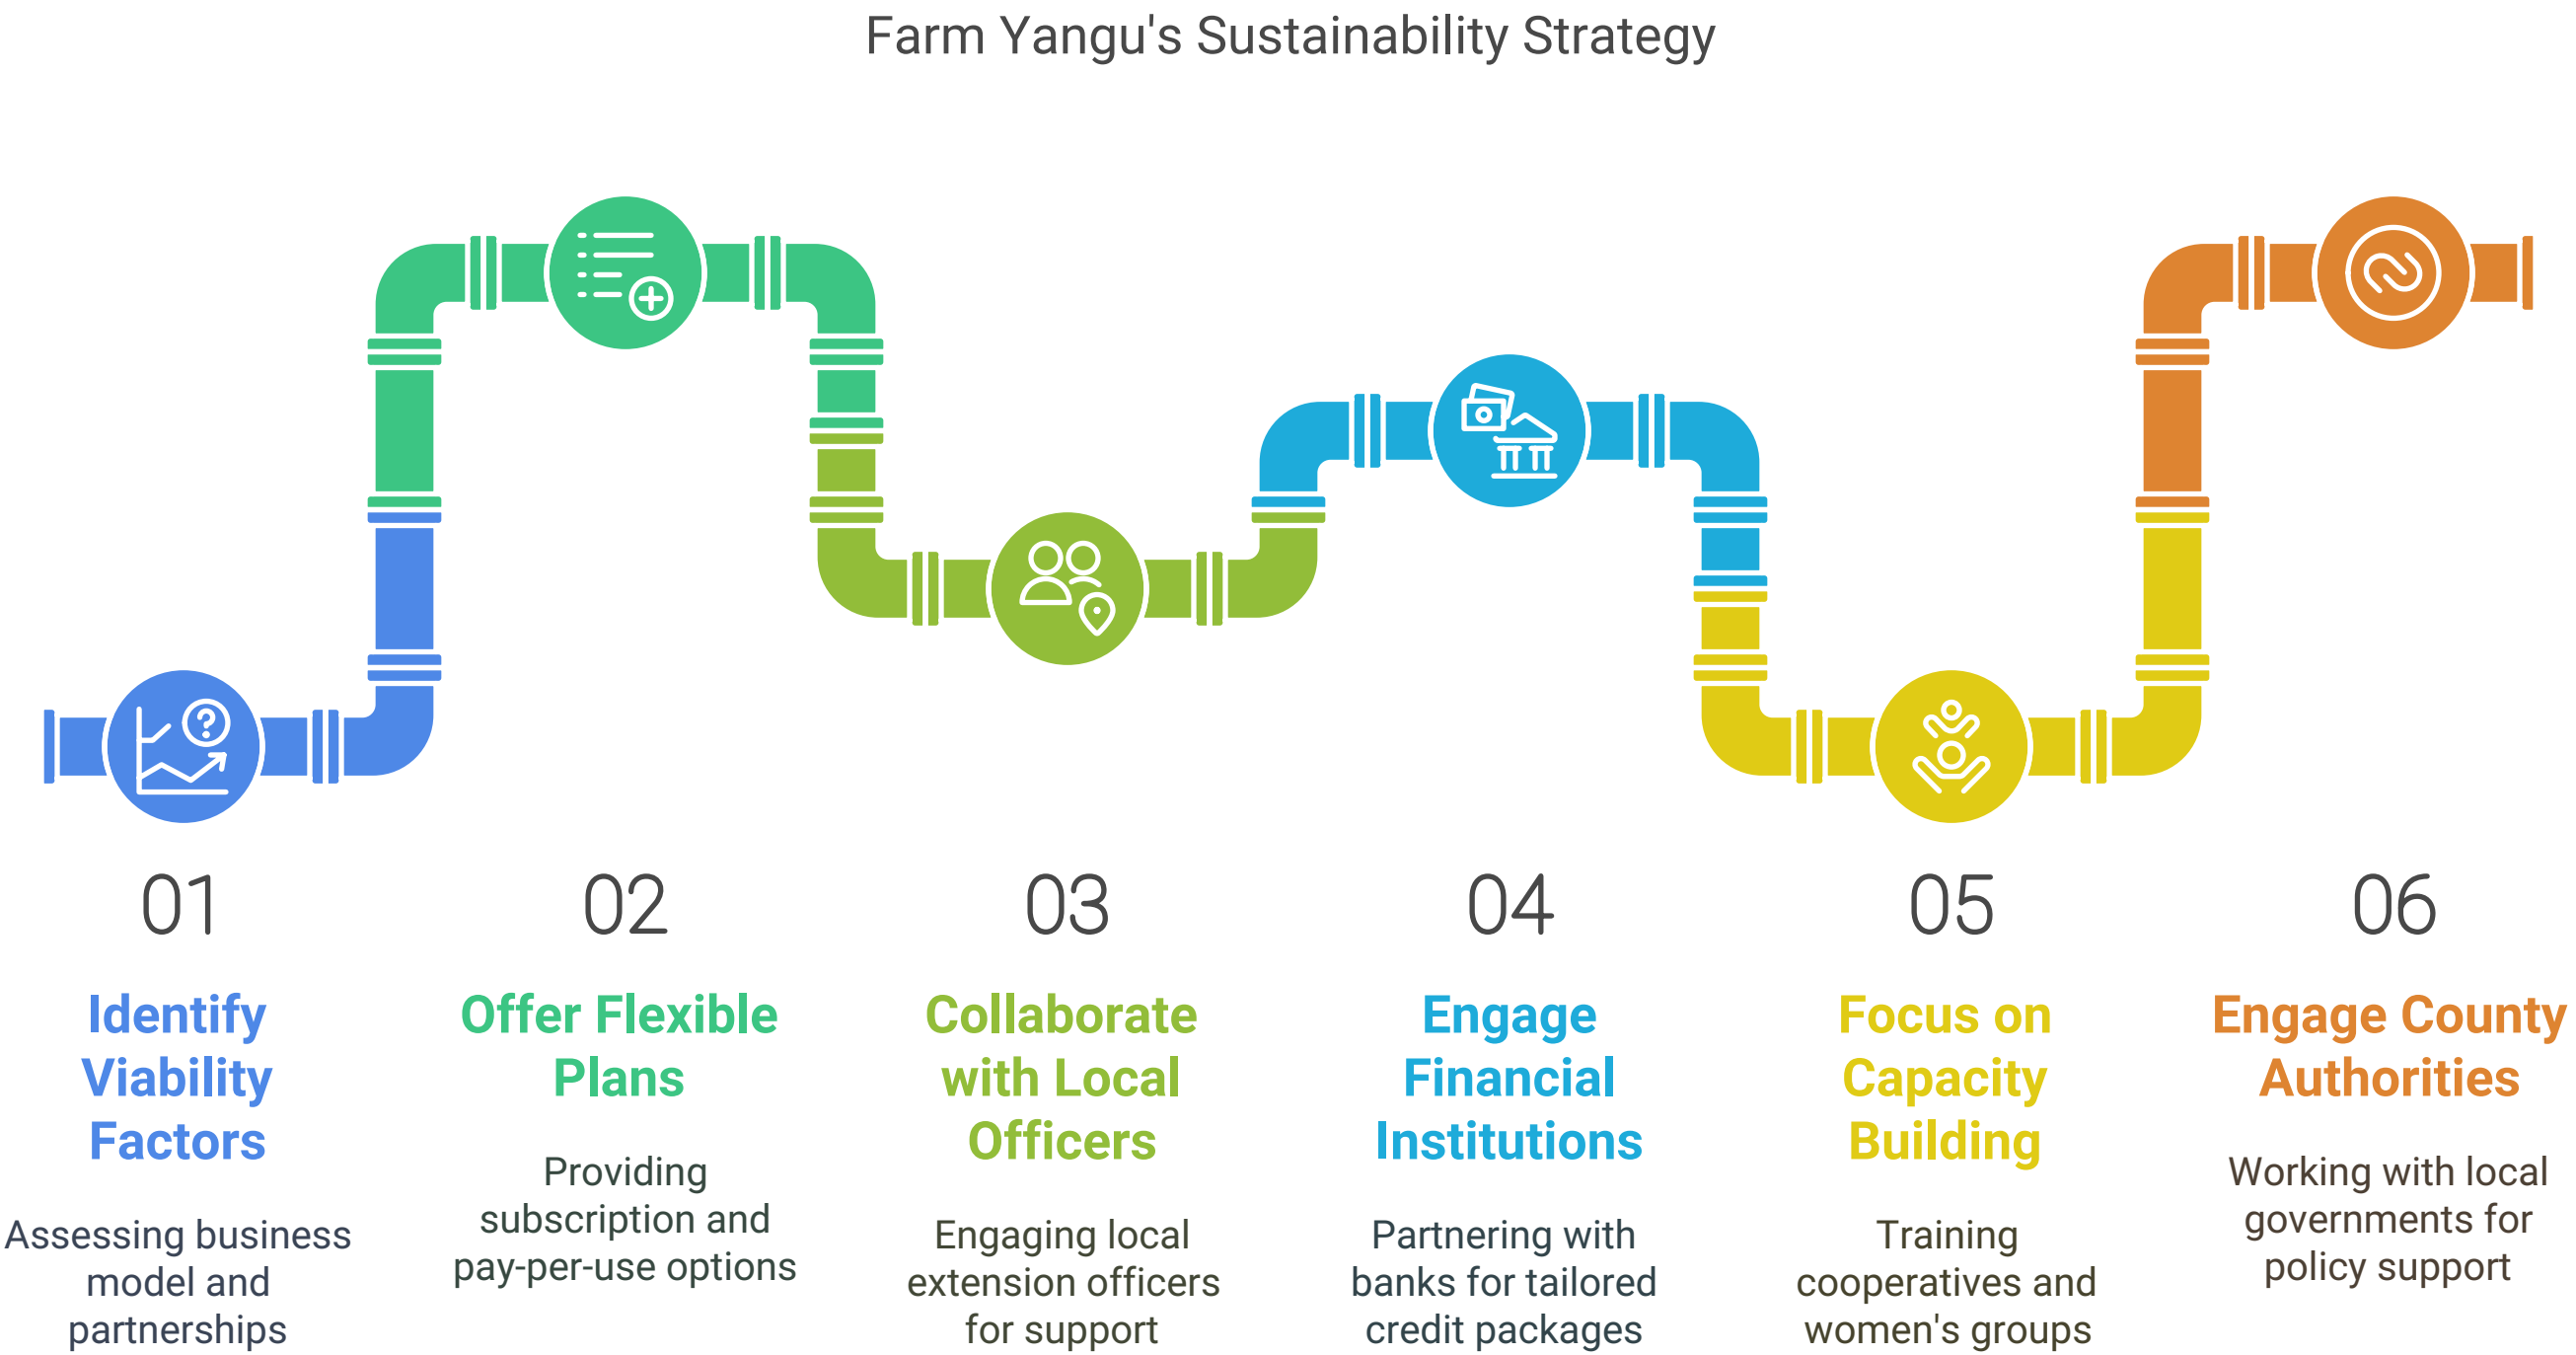 Farm Yangu's Sustainability Strategy
01
Identify
Viability
Factors
Assessing business
model and
partnerships
02
Offer Flexible
Plans
Providing
subscription and
pay-per-use options
03
Collaborate
with Local
Officers
Engaging local
extension officers
for support
04
Engage
Financial
Institutions
Partnering with
banks for tailored
credit packages
05
Focus on
Capacity
Building
Training
cooperatives and
women's groups
06
Engage County
Authorities
Working with local
governments for
policy support